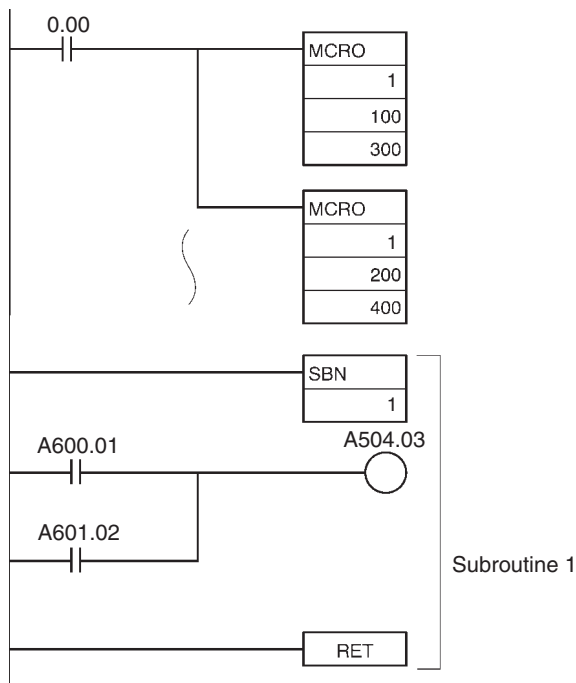 0.00
MCRO
1
100
300
MCRO
1
200
400
SBN
1
A600.01
A504.03
A601.02
Subroutine 1
RET